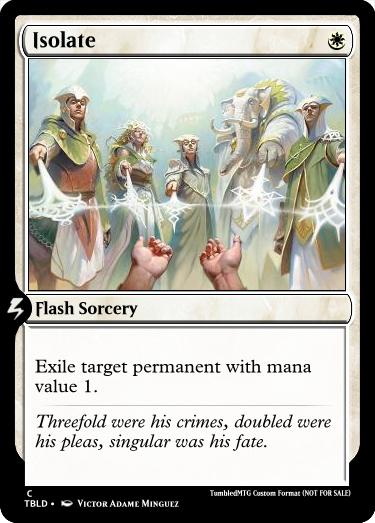 Isolate
Flash Sorcery
Exile target permanent with mana
value 1.
Threefold were his crimes, doubled were
his pleas, singular was his fate.
C
TBLD • Victor Adame Minguez
TumbledMTG Custom Format (NOT FOR SALE)